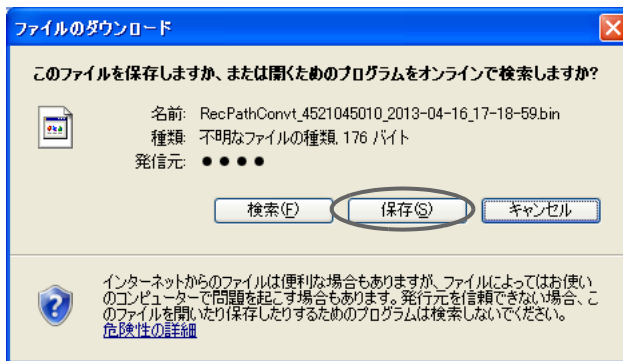 ファイルのダウンロード
このファイルを保存しますか、または開くためのプログラムをオンラインで検索しますか?
名前: RecPathConvt_4521045010_2013-04-16_17-18-59.bin
種類: 不明なファイルの種類, 176 バイト
発信元: ●●●●
検索(F) 保存(S) キャンセル
インターネットからのファイルは便利な場合もありますが、ファイルによってはお使い
のコンピューターで問題を起こす場合もあります。発行元を信頼できない場合、こ
のファイルを開いたり保存したりするためのプログラムは検索しないでください。
危険性の詳細